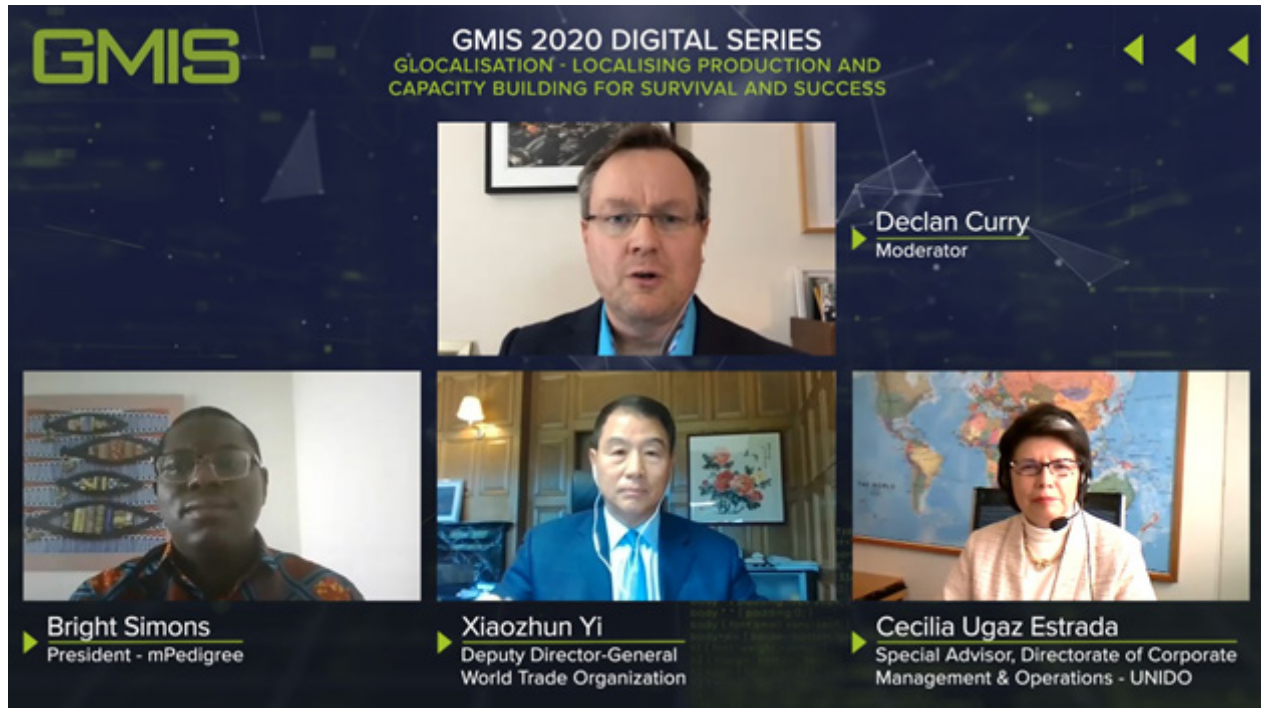 GMIS
GMIS 2020 DIGITAL SERIES
GLOCALISATION - LOCALISING PRODUCTION AND
CAPACITY BUILDING FOR SURVIVAL AND SUCCESS
Declan Curry
Moderator
THE WORLD
Bright Simons
President - mPedigree
Xiaozhun Yi
Deputy Director-General
World Trade Organization
Cecilia Ugaz Estrada
Special Advisor, Directorate of Corporate
Management & Operations - UNIDO